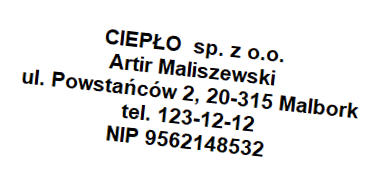 CIEPŁO sp. z o.o.
Artir Maliszewski
ul. Powstańców 2, 20-315 Malbork
tel. 123-12-12
NIP 9562148532